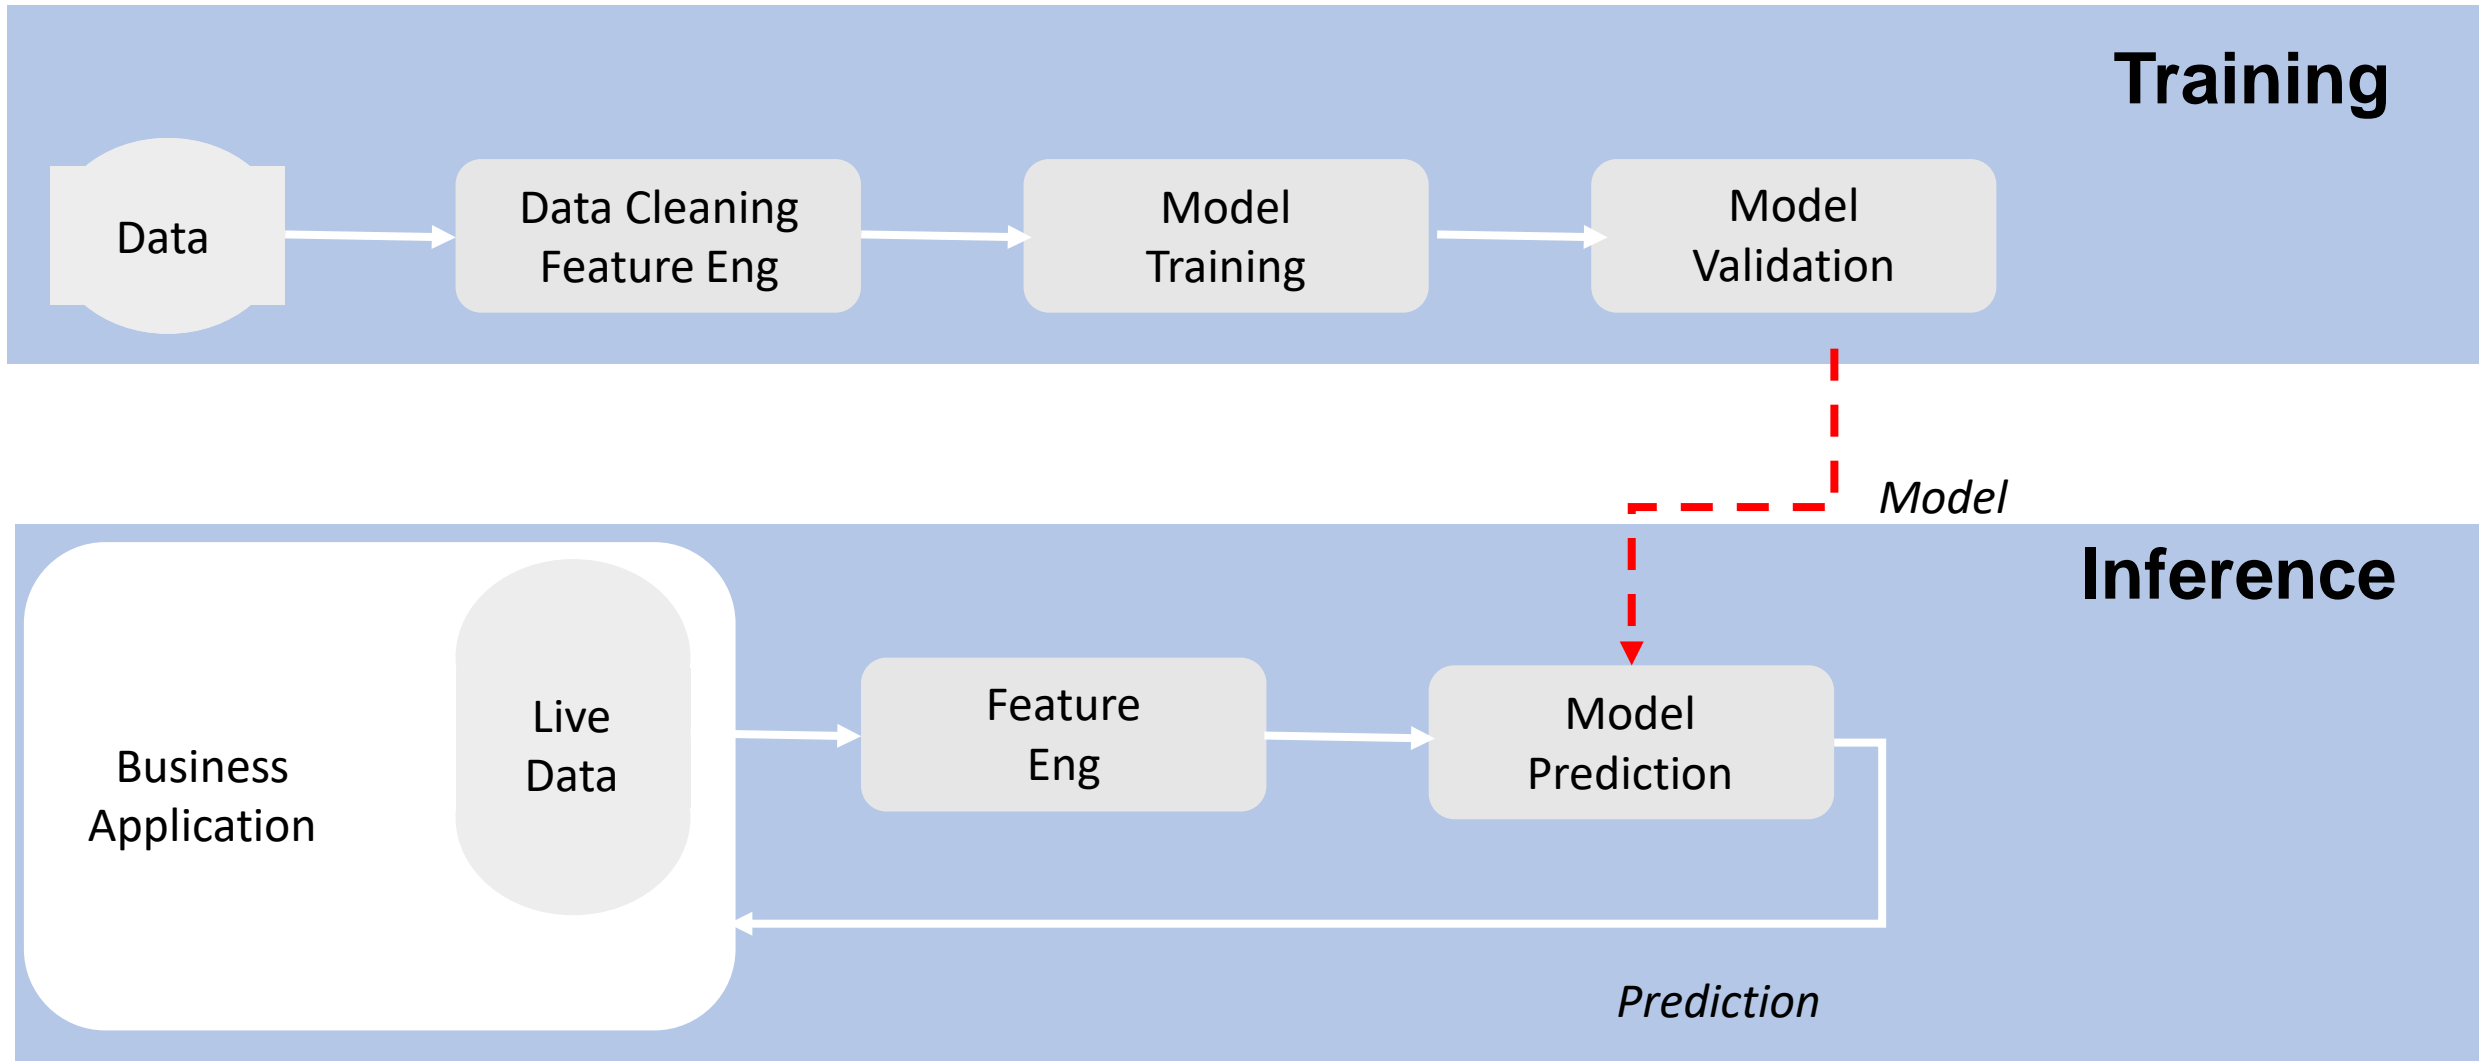 Training
Data
Data Cleaning
Feature Eng
Model
Training
Model
Validation
Model
Inference
Business
Application
Live
Data
Feature
Eng
Model
Prediction
Prediction